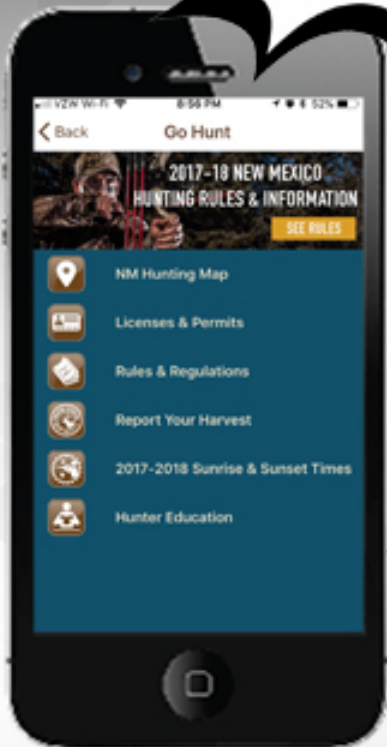 VZW Wi-Fi 8:56 PM 52%
Back Go Hunt
2017-18 NEW MEXICO
HUNTING RULES & INFORMATION
SEE RULES
NM Hunting Map
Licenses & Permits
Rules & Regulations
Report Your Harvest
2017-2018 Sunrise & Sunset Times
Hunter Education